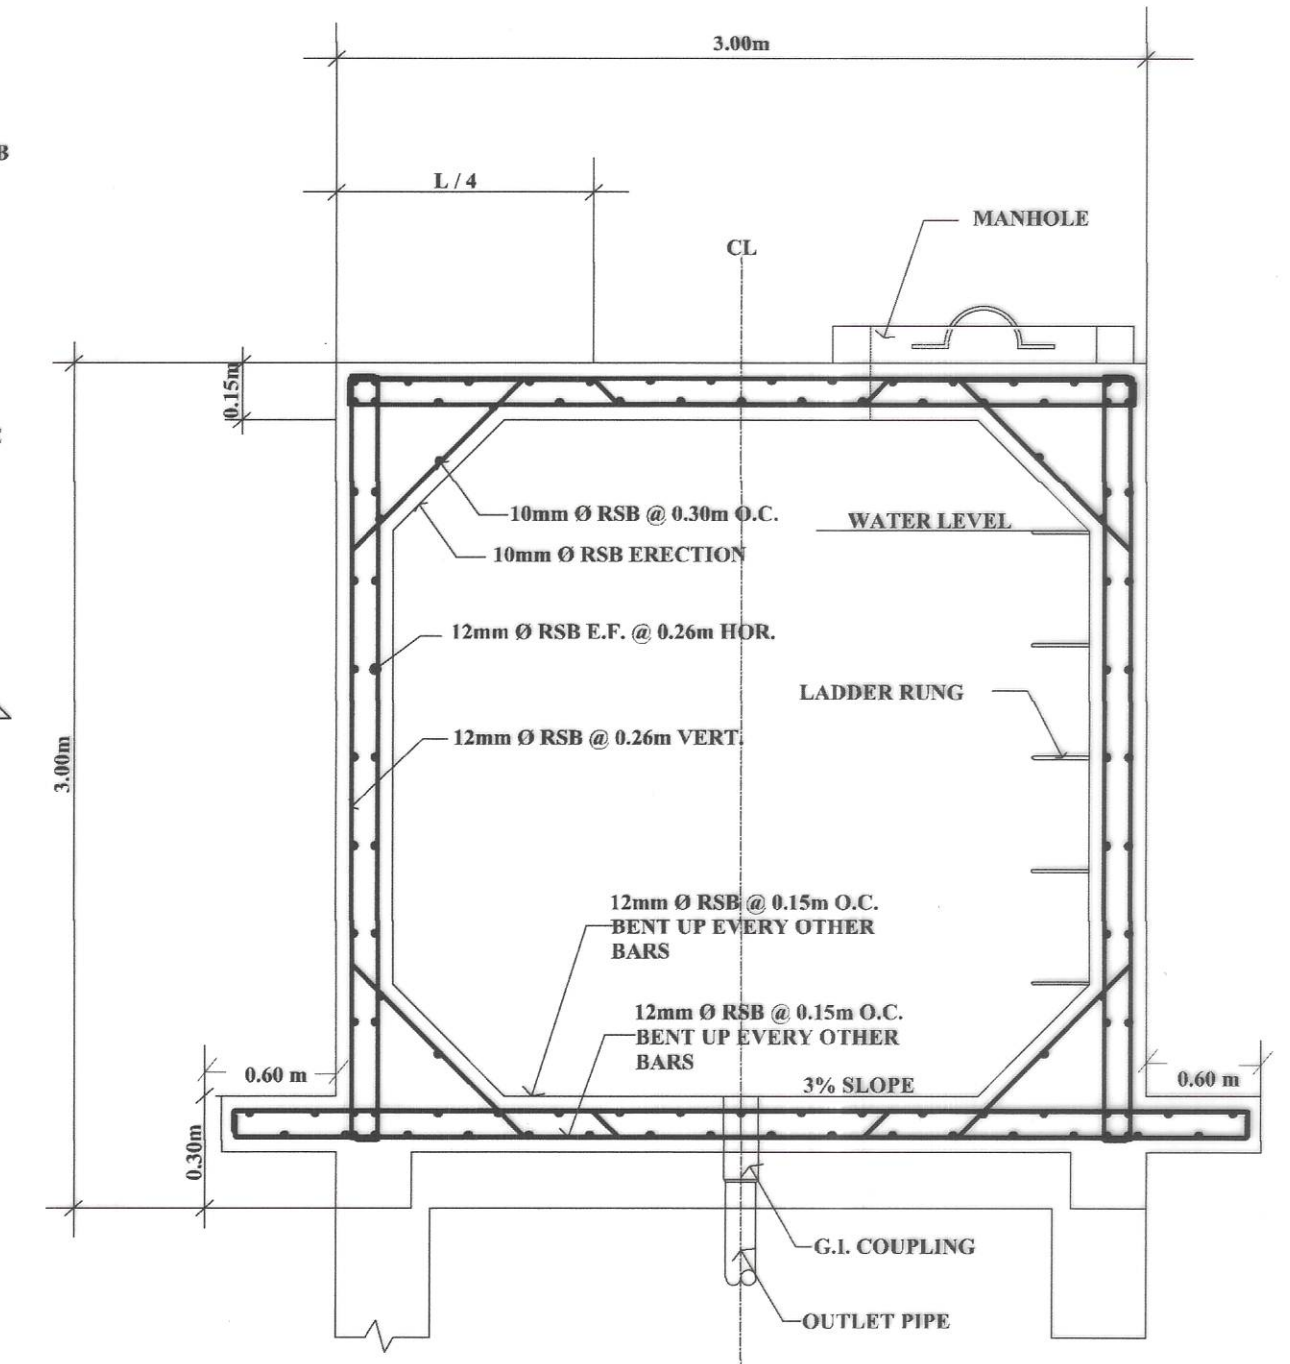 3.00m
B
L / 4
MANHOLE
CL
0.15m
10mm Ø RSB @ 0.30m O.C.
WATER LEVEL
10mm Ø RSB ERECTION
12mm Ø RSB E.F. @ 0.26m HOR.
LADDER RUNG
12mm Ø RSB @ 0.26m VERT.
3.00m
12mm Ø RSB @ 0.15m O.C.
BENT UP EVERY OTHER
BARS
12mm Ø RSB @ 0.15m O.C.
BENT UP EVERY OTHER
BARS
0.60 m
3% SLOPE
0.60 m
0.30m
G.I. COUPLING
OUTLET PIPE